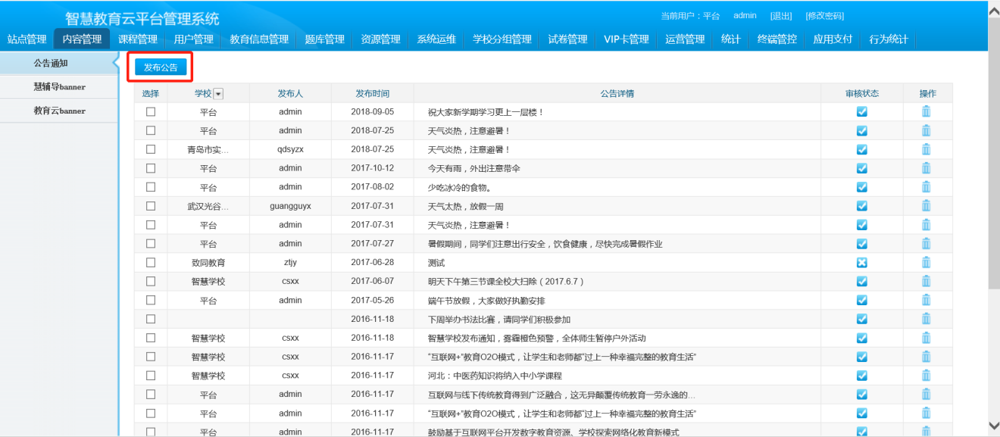 智慧教育云平台管理系统
当前用户：平台 admin [退出] [修改密码]
站点管理 内容管理 课程管理 用户管理 教育信息管理 题库管理 资源管理 系统运维 学校分组管理 试卷管理 VIP卡管理 运营管理 统计 终端管控 应用支付 行为统计
公告通知
慧辅导banner
教育云banner
发布公告
选择 学校 发布人 发布时间 公告详情 审核状态 操作
平台 admin 2018-09-05 祝大家新学期学习更上一层楼！
平台 admin 2018-07-25 天气炎热，注意避暑！
青岛市实... qdsyzx 2018-07-25 天气炎热，注意避暑！
平台 admin 2017-10-12 今天有雨，外出注意带伞
平台 admin 2017-08-02 少吃冰冷的食物。
武汉光谷... guangguyx 2017-07-31 天气太热，放假一周
平台 admin 2017-07-31 天气炎热，注意避暑！
平台 admin 2017-07-27 暑假期间，同学们注意出行安全，饮食健康，尽快完成暑假作业
致同教育 ztjy 2017-06-28 测试
智慧学校 csxx 2017-06-07 明天下午第三节课全校大扫除（2017.6.7）
平台 admin 2017-05-26 端午节放假，大家做好执勤安排
2016-11-18 下周举办书法比赛，请同学们积极参加
智慧学校 csxx 2016-11-18 智慧学校发布通知，雾霾橙色预警，全体师生暂停户外活动
智慧学校 csxx 2016-11-17 “互联网+”教育O2O模式，让学生和老师都“过上一种幸福完整的教育生活”
智慧学校 csxx 2016-11-17 河北：中医药知识将纳入中小学课程
平台 admin 2016-11-17 互联网与线下传统教育得到广泛融合，这无异颠覆传统教育一劳永逸的...
平台 admin 2016-11-17 “互联网+”教育O2O模式，让学生和老师都“过上一种幸福完整的教育生活”
平台 admin 2016-11-17 鼓励基于互联网平台开发数字教育资源、学校探索网络化教育新模式